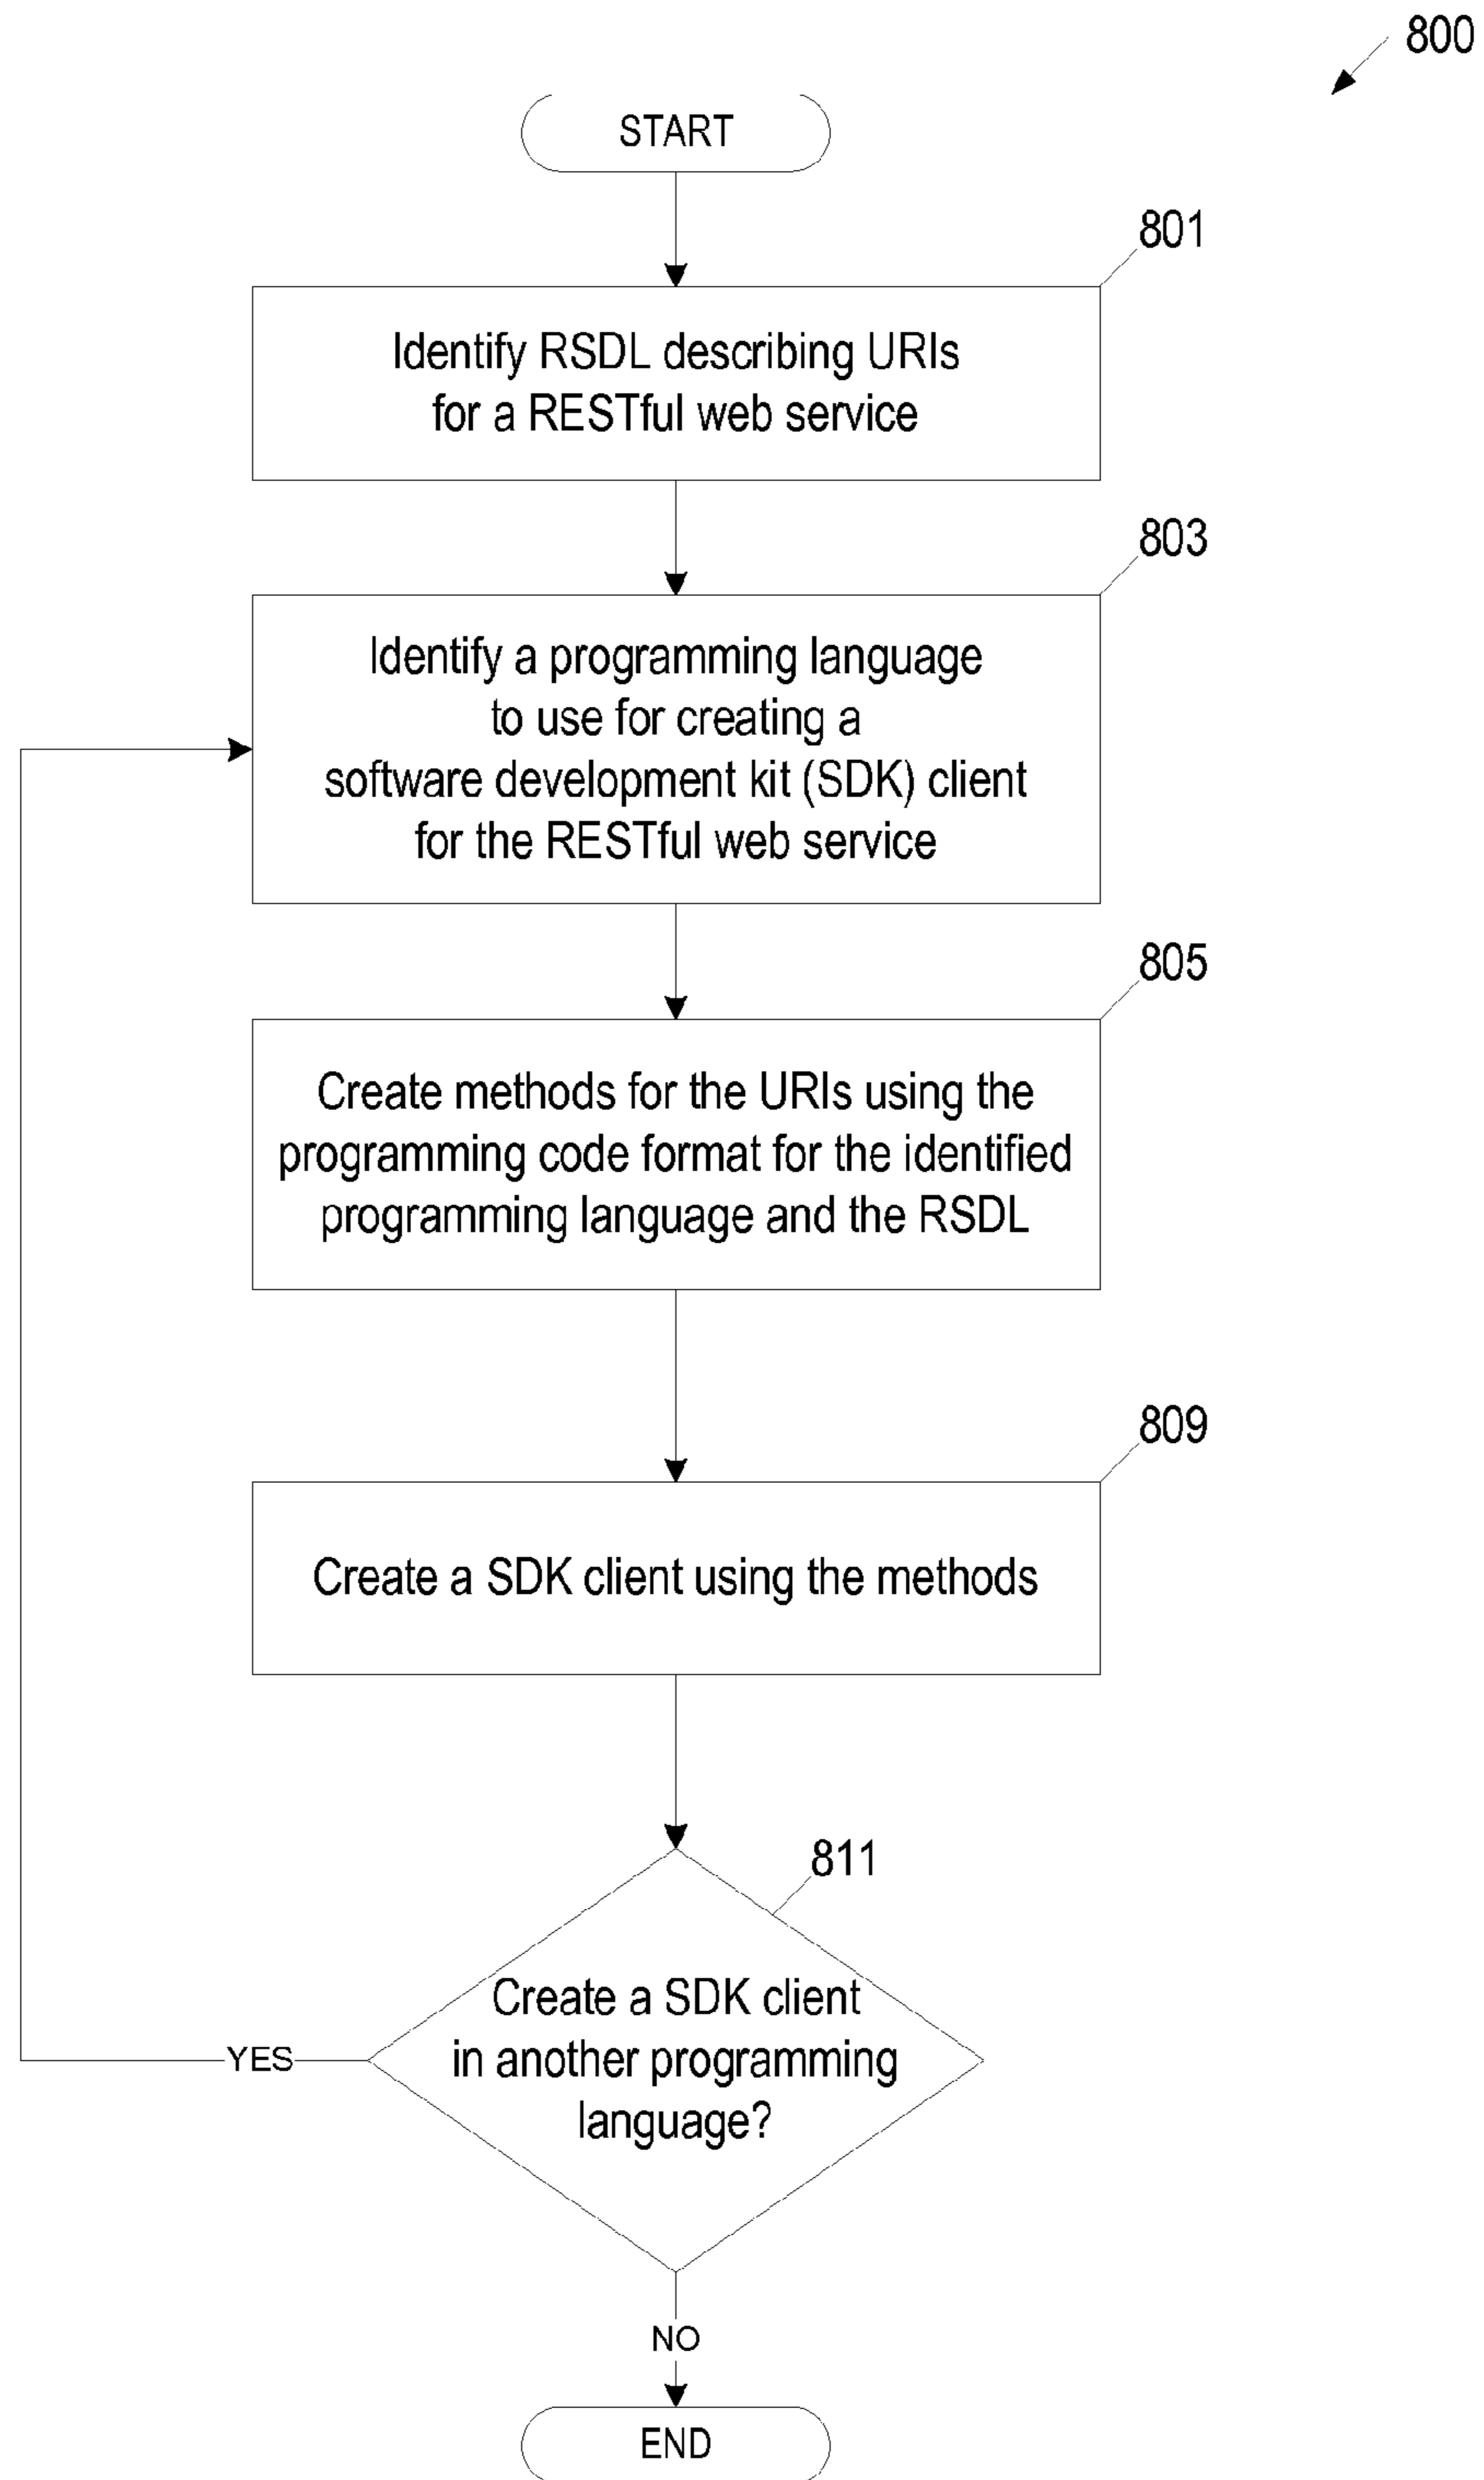 800
START
801
Identify RSDL describing URIs
for a RESTful web service
803
Identify a programming language
to use for creating a
software development kit (SDK) client
for the RESTful web service
805
Create methods for the URIs using the
programming code format for the identified
programming language and the RSDL
809
Create a SDK client using the methods
811
Create a SDK client
in another programming
language?
YES
NO
END